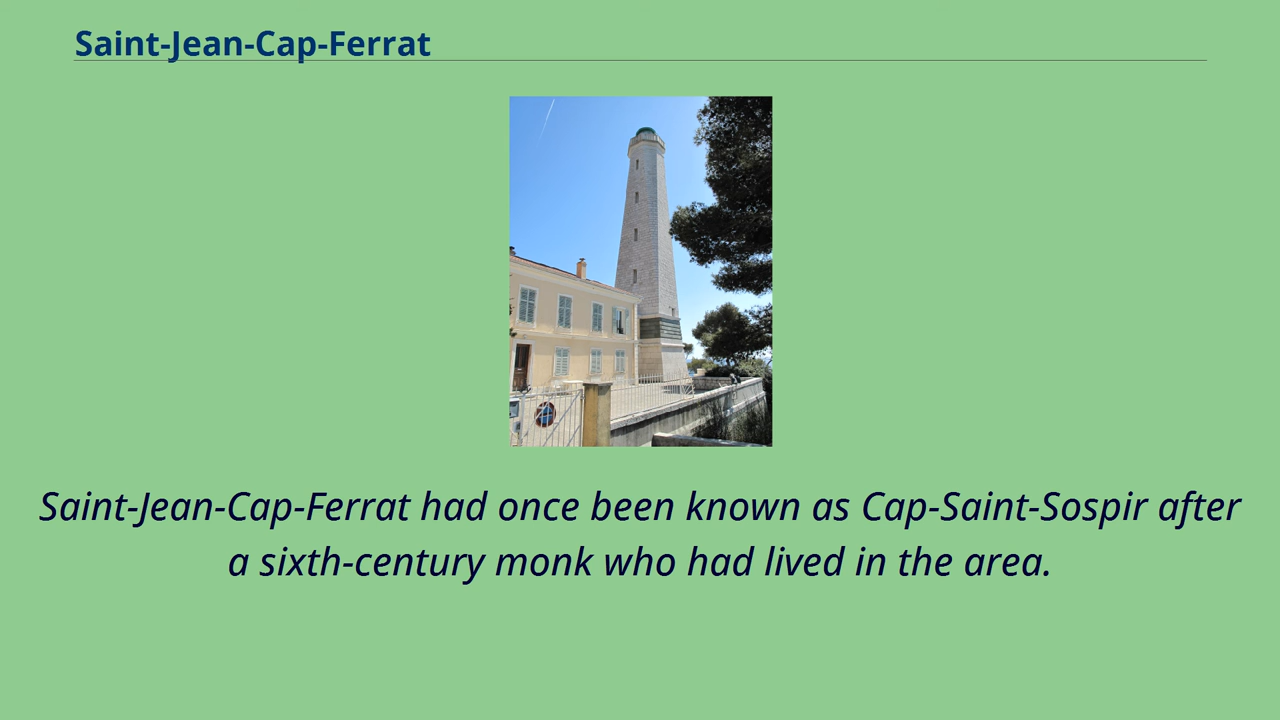 Saint-Jean-Cap-Ferrat
Saint-Jean-Cap-Ferrat had once been known as Cap-Saint-Sospir after
a sixth-century monk who had lived in the area.